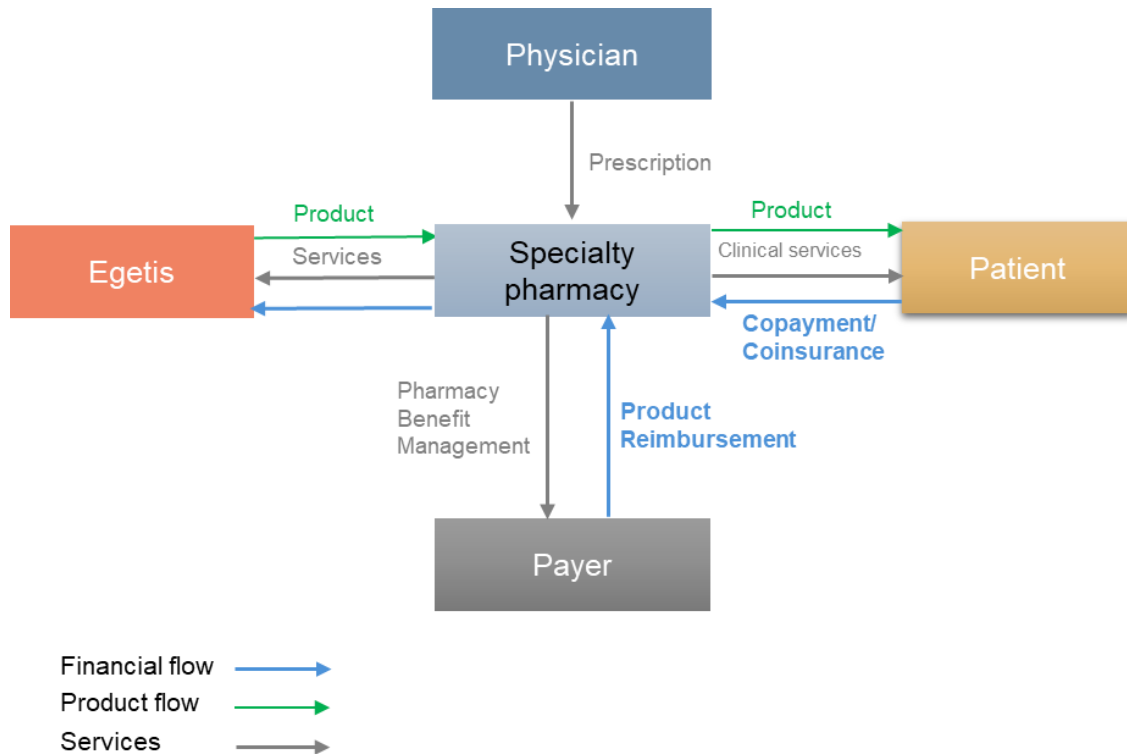 Physician
Prescription
Product
Product
Egetis
Services
Specialty
pharmacy
Clinical services
Patient
Copayment/
Coinsurance
Pharmacy
Benefit
Management
Product
Reimbursement
Payer
Financial flow
Product flow
Services